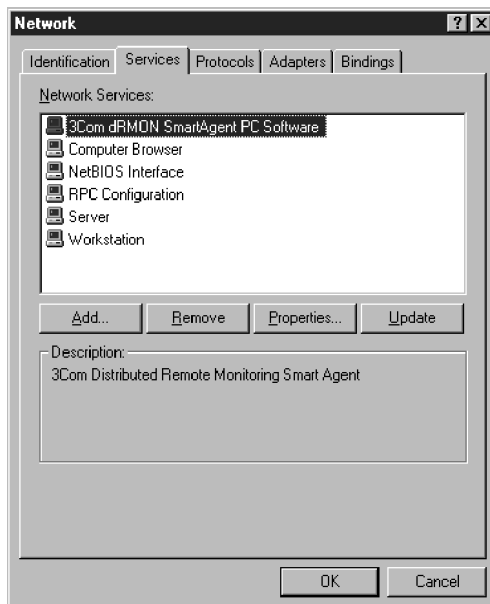 Network
? X
Identification Services Protocols Adapters Bindings
Network Services:
3Com dRMON SmartAgent PC Software
Computer Browser
NetBIOS Interface
RPC Configuration
Server
Workstation
Add... Remove Properties... Update
Description:
3Com Distributed Remote Monitoring Smart Agent
OK Cancel